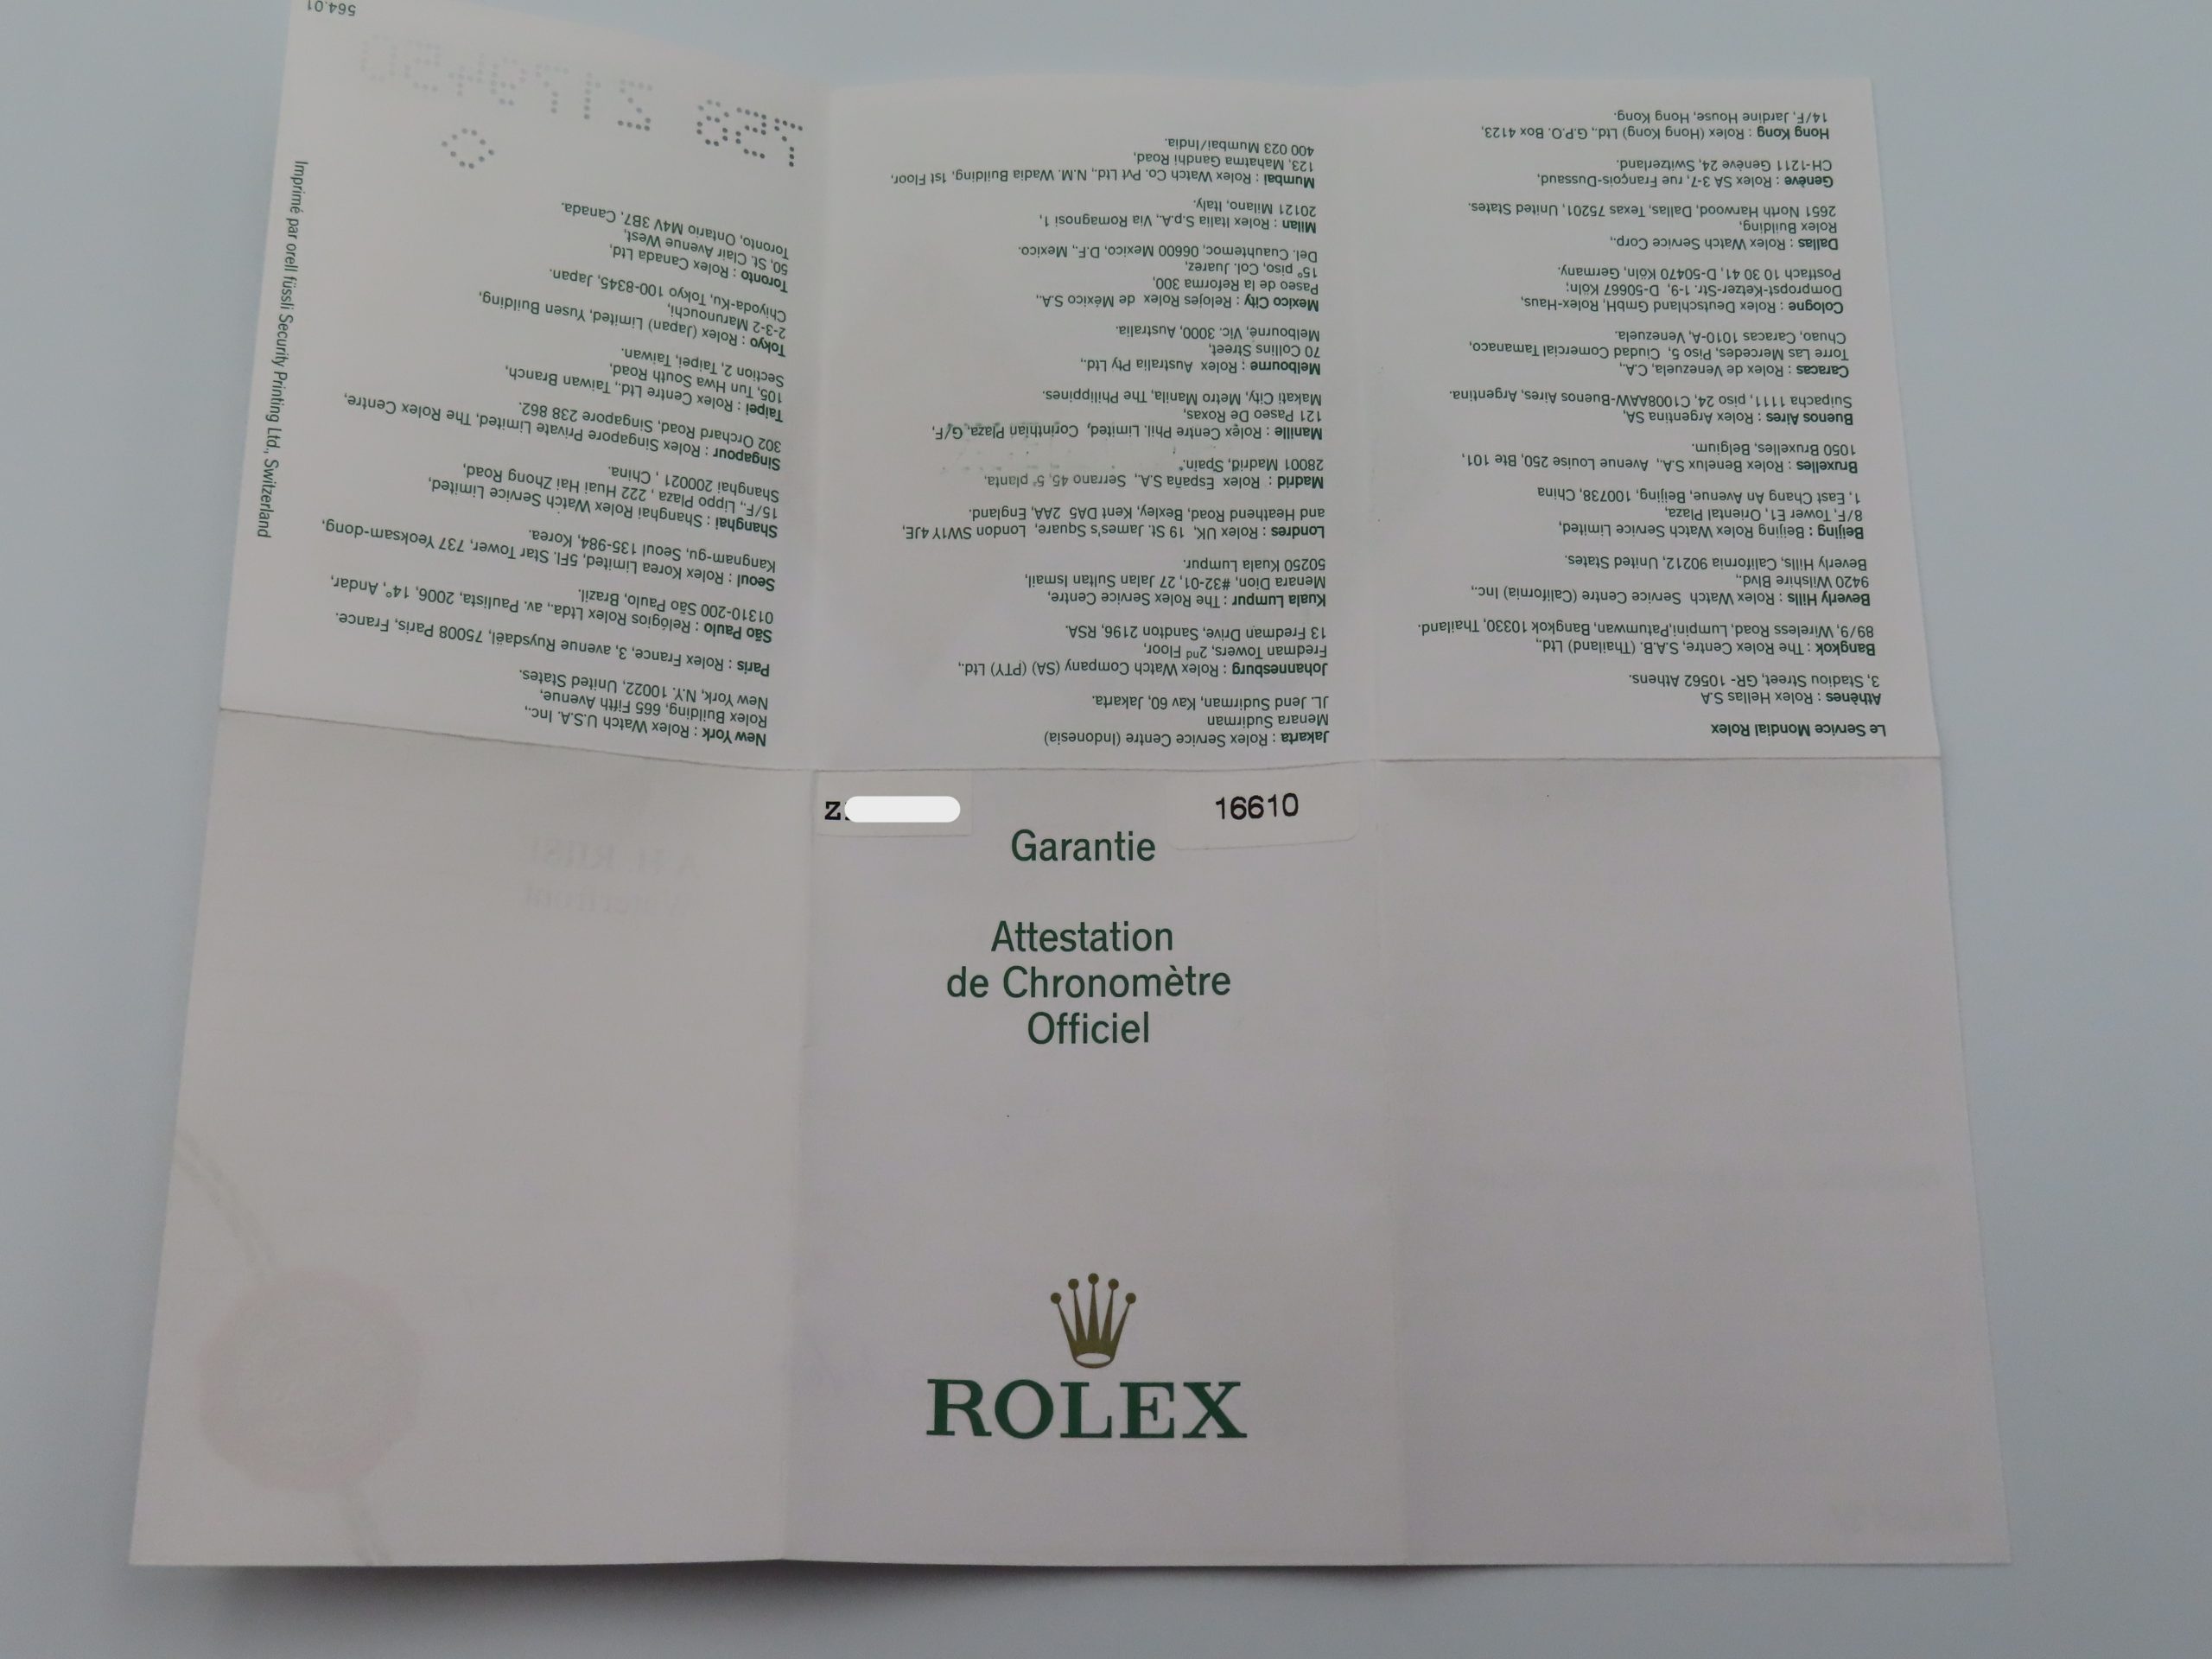 Z
16610
Garantie
Attestation
de Chronomètre
Officiel
ROLEX
Le Service Mondial Rolex
Athènes : Rolex Hellas S.A
3, Stadiou Street, GR- 10562 Athens.
Bangkok : The Rolex Centre, S.A.B. (Thailand) Ltd.,
89/9, Wireless Road, Lumpini,Patumwan, Bangkok 10330, Thailand.
Beverly Hills : Rolex Watch Service Centre (California) Inc.,
9420 Wilshire Blvd.,
Beverly Hills, California 90212, United States.
Beijing : Beijing Rolex Watch Service Limited,
8/F, Tower E1, Oriental Plaza,
1, East Chang An Avenue, Beijing, 100738, China
Bruxelles : Rolex Benelux S.A., Avenue Louise 250, Bte 101,
1050 Bruxelles, Belgium.
Buenos Aires : Rolex Argentina SA,
Suipacha 1111, piso 24, C1008AAW-Buenos Aires, Argentina.
Caracas : Rolex de Venezuela, C.A.,
Torre Las Mercedes, Piso 5, Ciudad Comercial Tamanaco,
Chuao, Caracas 1010-A, Venezuela.
Cologne : Rolex Deutschland GmbH, Rolex-Haus,
Dompropst-Ketzer-Str. 1-9, D-50667 Köln;
Postfach 10 30 41, D-50470 Köln, Germany.
Dallas : Rolex Watch Service Corp.,
Rolex Building,
2651 North Harwood, Dallas, Texas 75201, United States.
Genève : Rolex SA 3-7, rue François-Dussaud,
CH-1211 Genève 24, Switzerland.
Hong Kong : Rolex (Hong Kong) Ltd., G.P.O. Box 4123,
14/F, Jardine House, Hong Kong.
Jakarta : Rolex Service Centre (Indonesia)
Menara Sudirman
JL. Jend Sudirman, Kav 60, Jakarta.
Johannesburg : Rolex Watch Company (SA) (PTY) Ltd.,
Fredman Towers, 2nd Floor,
13 Fredman Drive, Sandton 2196, RSA.
Kuala Lumpur : The Rolex Service Centre,
Menara Dion, #32-01, 27 Jalan Sultan Ismail,
50250 Kuala Lumpur.
Londres : Rolex UK, 19 St. James's Square, London SW1Y 4JE,
and Heathend Road, Bexley, Kent DA5 2AA, England.
Madrid : Rolex España S.A., Serrano 45, 5° planta,
28001 Madrid, Spain.
Manille : Rolex Centre Phil. Limited, Corinthian Plaza, G/F,
121 Paseo De Roxas,
Makati City, Metro Manila, The Philippines.
Melbourne : Rolex Australia Pty Ltd.,
70 Collins Street,
Melbourne, Vic. 3000, Australia.
Mexico City : Relojes Rolex de México S.A.,
Paseo de la Reforma 300,
15° piso, Col. Juarez,
Del. Cuauhtemoc, 06600 Mexico, D.F., Mexico.
Milan : Rolex Italia S.p.A., Via Romagnosi 1,
20121 Milano, Italy.
Mumbai : Rolex Watch Co. Pvt Ltd., N.M. Wadia Building, 1st Floor,
123, Mahatma Gandhi Road,
400 023 Mumbai/India.
New York : Rolex Watch U.S.A. Inc.,
Rolex Building, 665 Fifth Avenue,
New York, N.Y. 10022, United States.
Paris : Rolex France, 3, avenue Ruysdaël, 75008 Paris, France.
São Paulo : Relógios Rolex Ltda., av. Paulista, 2006, 14°, Andar,
01310-200 São Paulo, Brazil.
Seoul : Rolex Korea Limited, 5Fl. Star Tower, 737 Yeoksam-dong,
Kangnam-gu, Seoul 135-984, Korea.
Shanghai : Shanghai Rolex Watch Service Limited,
15/F., Lippo Plaza , 222 Huai Hai Zhong Road,
Shanghai 200021 , China.
Singapour : Rolex Singapore Private Limited, The Rolex Centre,
302 Orchard Road, Singapore 238 862.
Taipei : Rolex Centre Ltd., Taiwan Branch,
105, Tun Hwa South Road,
Section 2, Taipei, Taiwan.
Tokyo : Rolex (Japan) Limited, Yusen Building,
2-3-2 Marunouchi,
Chiyoda-Ku, Tokyo 100-8345, Japan.
Toronto : Rolex Canada Ltd,
50, St. Clair Avenue West,
Toronto, Ontario M4V 3B7, Canada.
Imprimé par orell füssli Security Printing Ltd., Switzerland
564.01